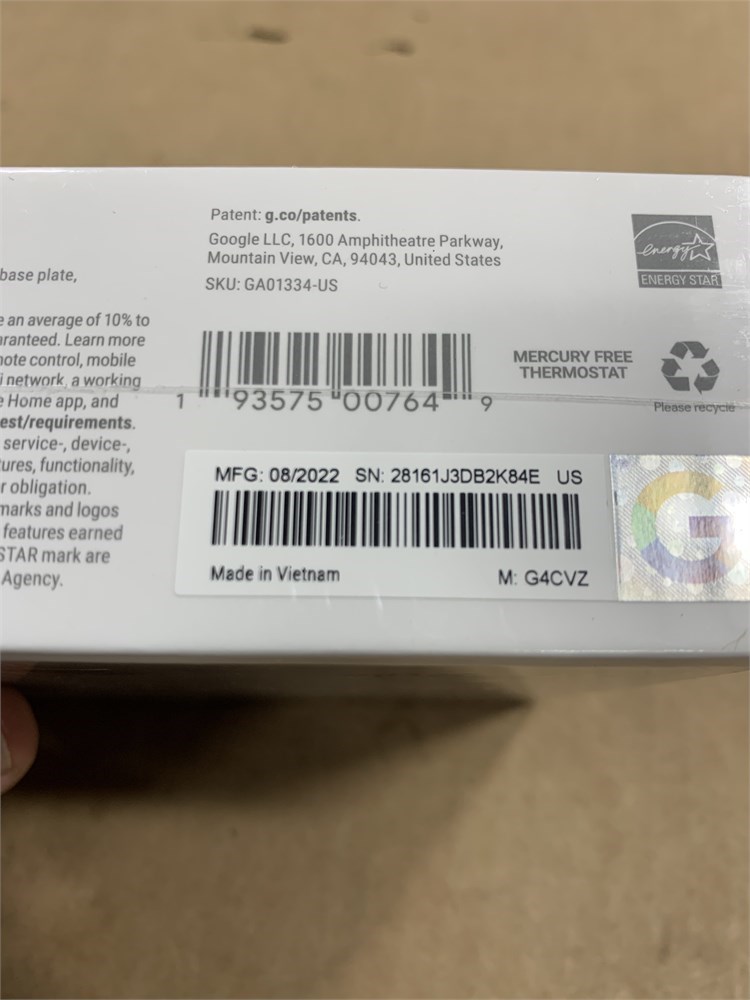 base plate,
e an average of 10% to
aranteed. Learn more
note control, mobile
i network, a working
e Home app, and
est/requirements.
service-, device-,
ures, functionality,
r obligation.
marks and logos
features earned
STAR mark are
Agency.
Patent: g.co/patents.
Google LLC, 1600 Amphitheatre Parkway,
Mountain View, CA, 94043, United States
SKU: GA01334-US
energy
ENERGY STAR
1 93575 00764 9
MERCURY FREE
THERMOSTAT
Please recycle
MFG: 08/2022 SN: 28161J3DB2K84E US
Made in Vietnam M: G4CVZ
G